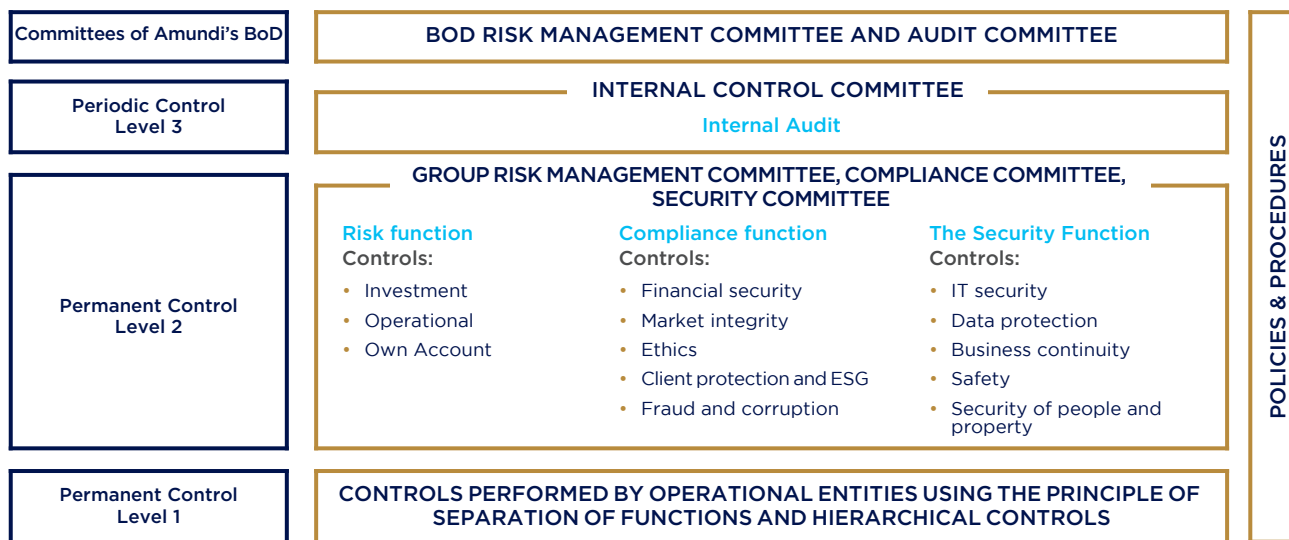 Committees of Amundi's BoD
BOD RISK MANAGEMENT COMMITTEE AND AUDIT COMMITTEE
Periodic Control
Level 3
INTERNAL CONTROL COMMITTEE
Internal Audit
Permanent Control
Level 2
GROUP RISK MANAGEMENT COMMITTEE, COMPLIANCE COMMITTEE,
SECURITY COMMITTEE
Risk function
Controls:
• Investment
• Operational
• Own Account
Compliance function
Controls:
• Financial security
• Market integrity
• Ethics
• Client protection and ESG
• Fraud and corruption
The Security Function
Controls:
• IT security
• Data protection
• Business continuity
• Safety
• Security of people and
property
Permanent Control
Level 1
CONTROLS PERFORMED BY OPERATIONAL ENTITIES USING THE PRINCIPLE OF
SEPARATION OF FUNCTIONS AND HIERARCHICAL CONTROLS
POLICIES & PROCEDURES